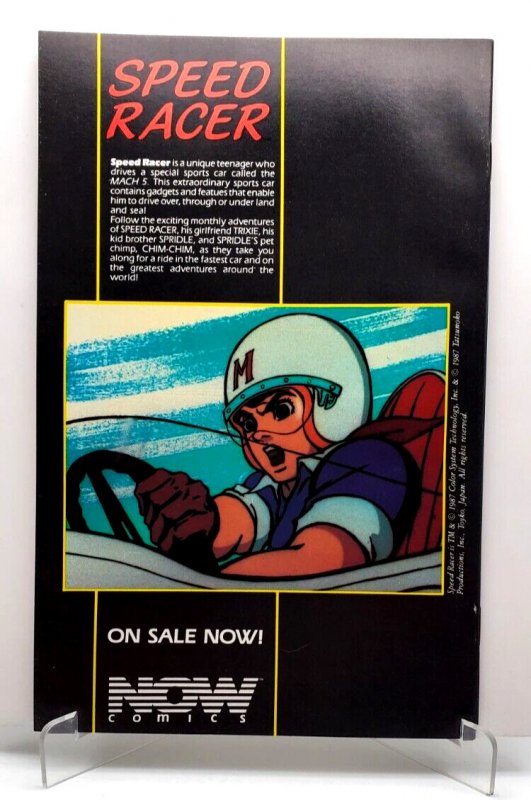 SPEED
RACER
Speed Racer is a unique teenager who
drives a special sports car called the
MACH 5. This extraordinary sports car
contains gadgets and featues that enable
him to drive over, through or under land
and sea!
Follow the exciting monthly adventures
of SPEED RACER, his girlfriend TRIXIE, his
kid brother SPRIDLE, and SPRIDLE'S pet
chimp, CHIM-CHIM, as they take you
along for a ride in the fastest car and on
the greatest adventures around the
world!
M
Speed Racer is TM & © 1987 Color System Technology, Inc. & © 1987 Tatsunoko
Productions, Inc., Toyko, Japan. All rights reserved.
ON SALE NOW!
NOW
COMICS